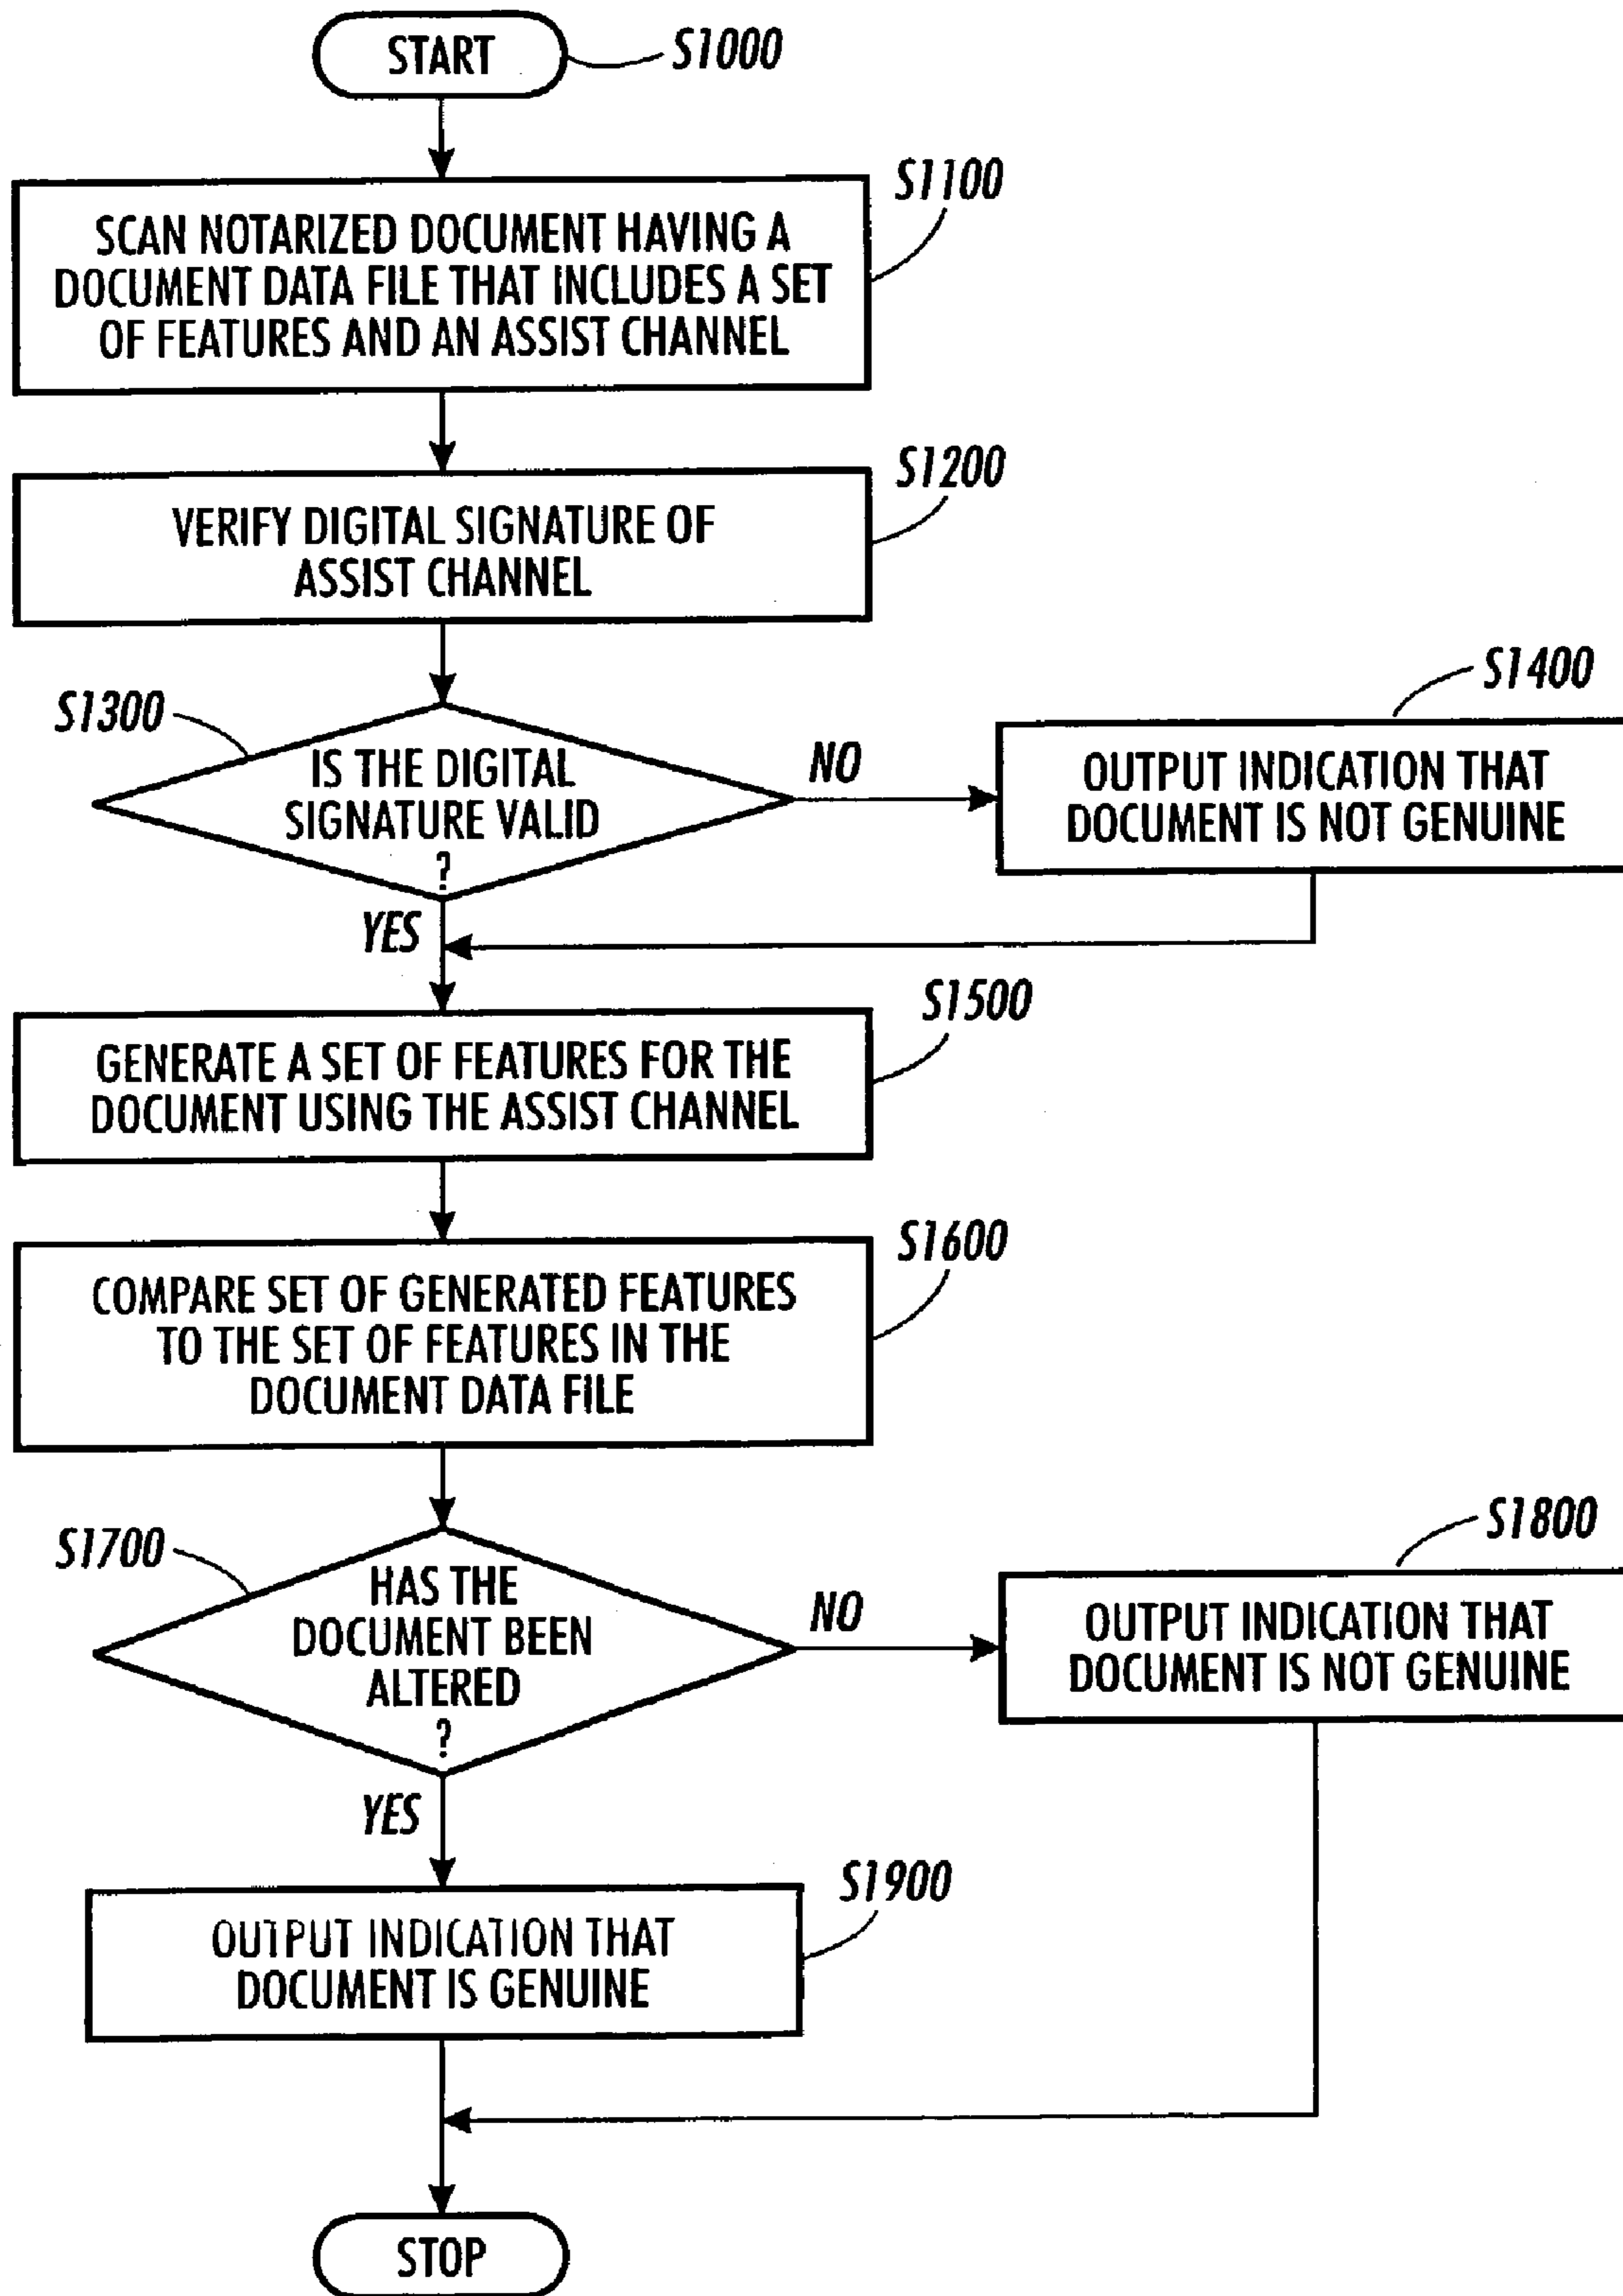 START
S1000
S1100
SCAN NOTARIZED DOCUMENT HAVING A
DOCUMENT DATA FILE THAT INCLUDES A SET
OF FEATURES AND AN ASSIST CHANNEL
S1200
VERIFY DIGITAL SIGNATURE OF
ASSIST CHANNEL
S1300
IS THE DIGITAL
SIGNATURE VALID
?
NO
YES
S1400
OUTPUT INDICATION THAT
DOCUMENT IS NOT GENUINE
S1500
GENERATE A SET OF FEATURES FOR THE
DOCUMENT USING THE ASSIST CHANNEL
S1600
COMPARE SET OF GENERATED FEATURES
TO THE SET OF FEATURES IN THE
DOCUMENT DATA FILE
S1700
HAS THE
DOCUMENT BEEN
ALTERED
?
NO
YES
S1800
OUTPUT INDICATION THAT
DOCUMENT IS NOT GENUINE
S1900
OUTPUT INDICATION THAT
DOCUMENT IS GENUINE
STOP